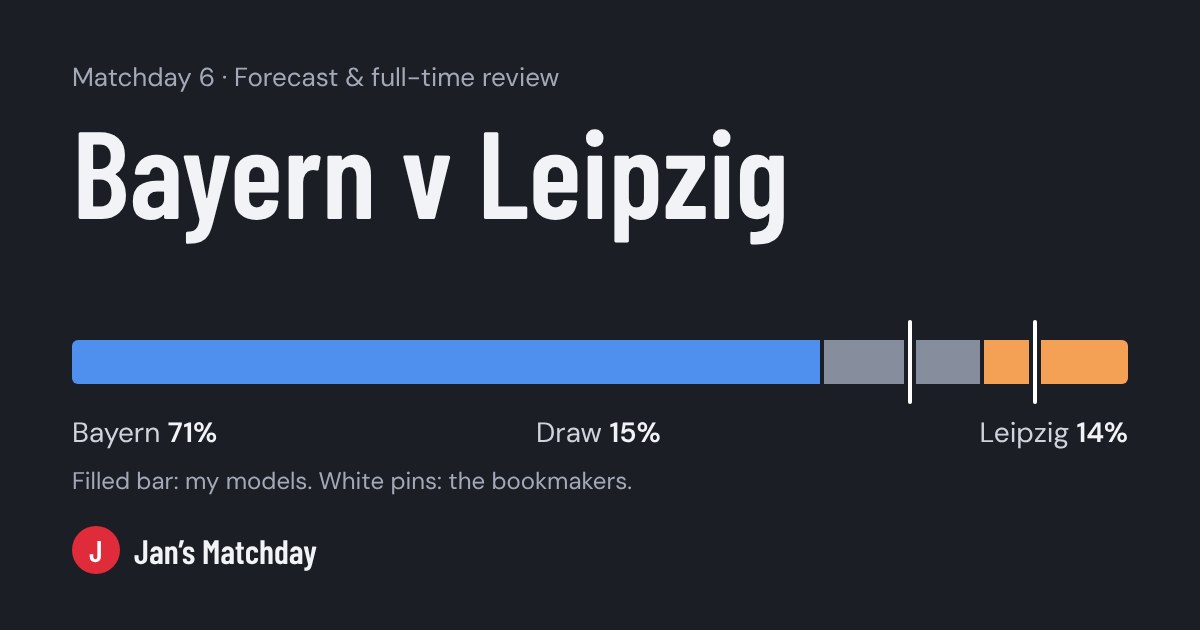 Matchday 6 · Forecast & full-time review
Bayern v Leipzig
Bayern 71% Draw 15% Leipzig 14%
Filled bar: my models. White pins: the bookmakers.
J Jan’s Matchday